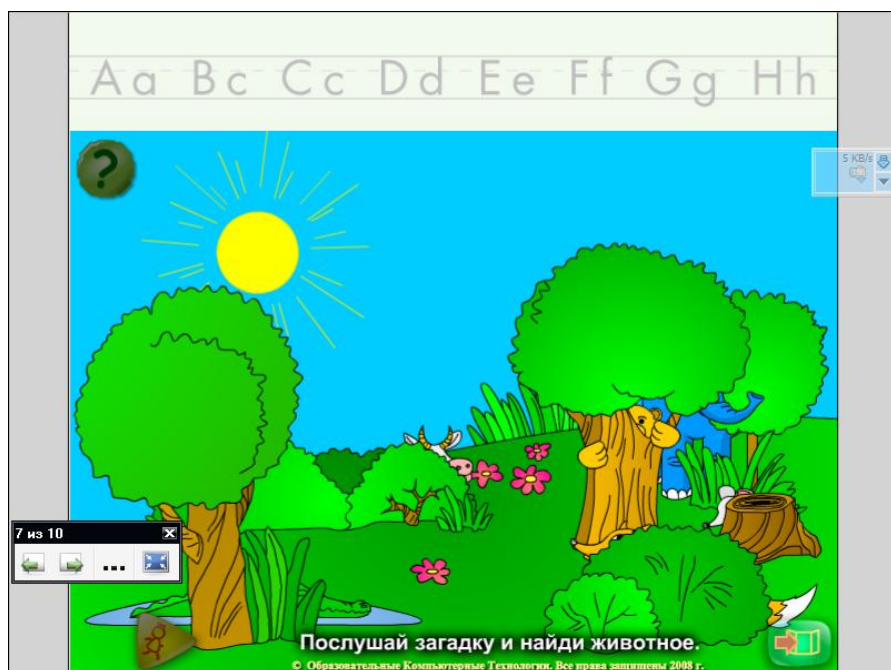 Aa Bc Cc Dd Ee Ff Gg Hh
?
5 KB/s
7 из 10
...
Послушай загадку и найди животное.
© Образовательные Компьютерные Технологии. Все права защищены 2008 г.